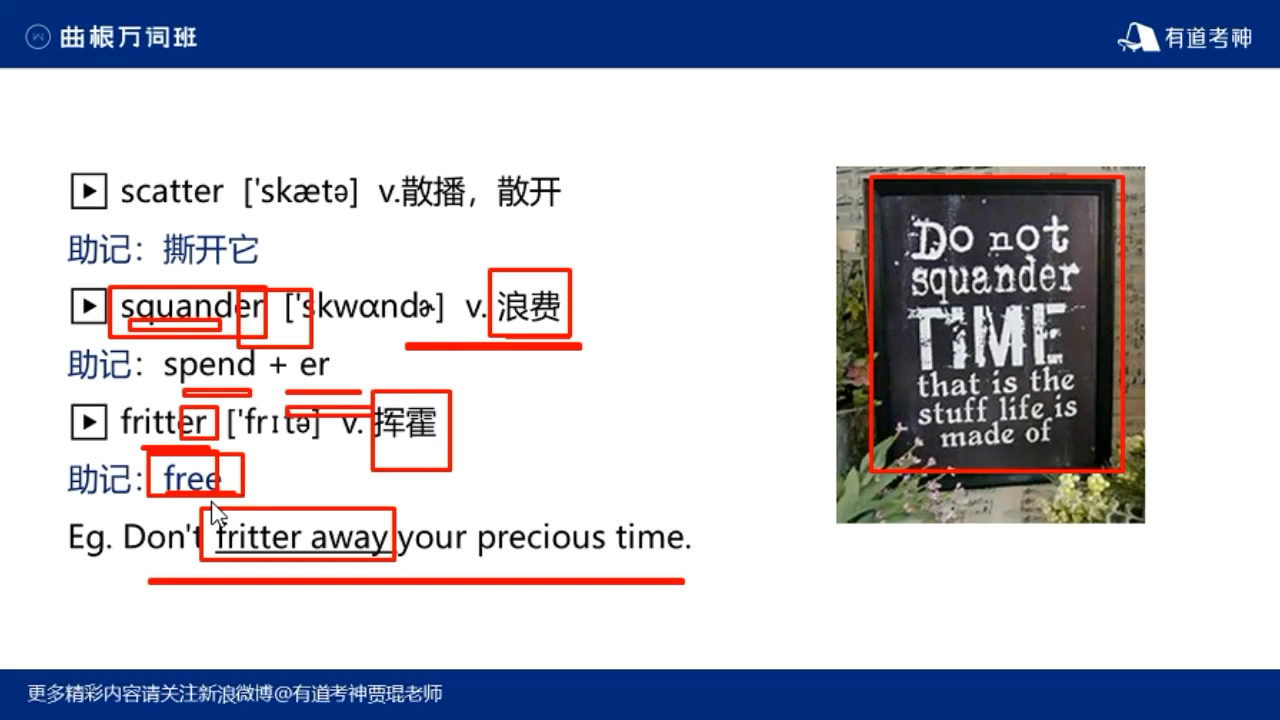 曲根万词班
有道考神
scatter ['skætə] v.散播，散开
助记：撕开它
squander ['skwɑndɚ] v.浪费
助记：spend + er
fritter ['frɪtə] v.挥霍
助记：free
Eg. Don't fritter away your precious time.
Do not
squander
TIME
that is the
stuff life is
made of
更多精彩内容请关注新浪微博@有道考神贾琨老师